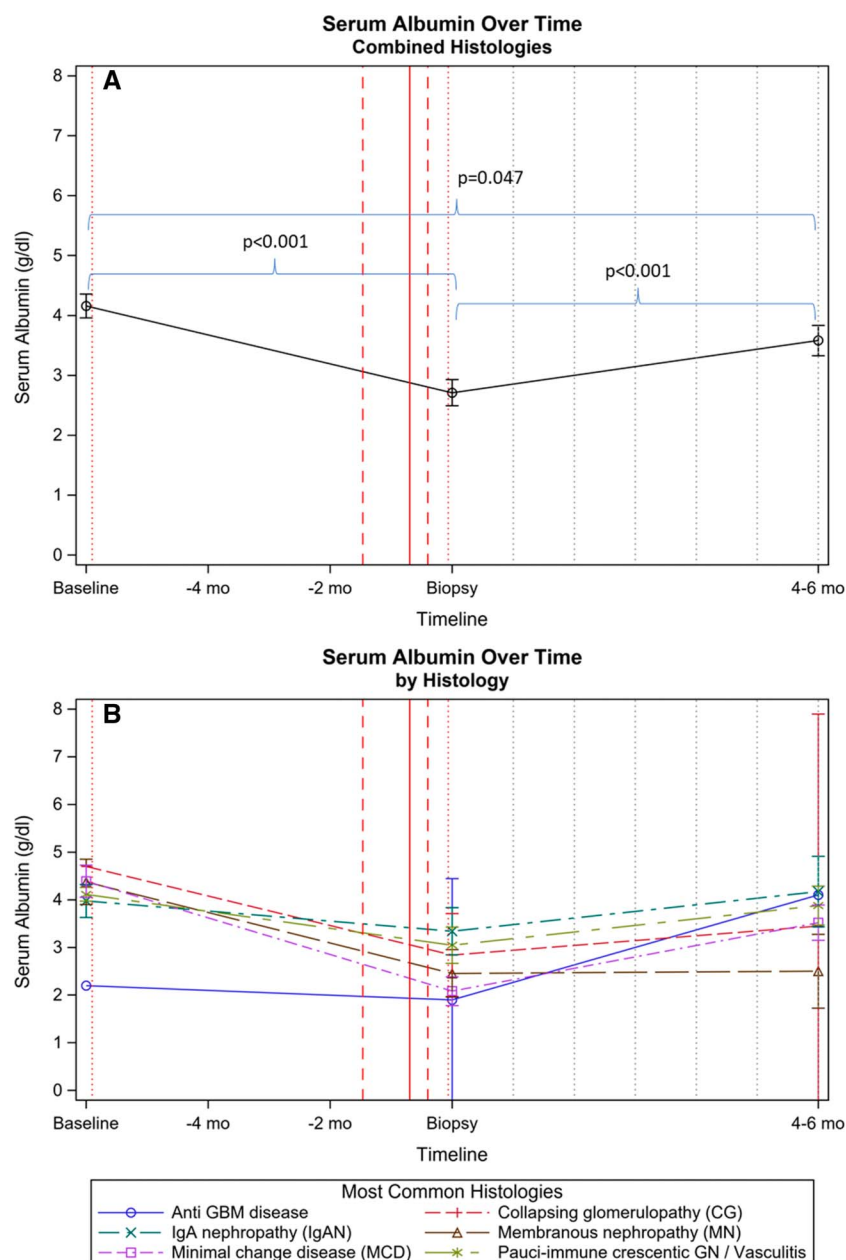 Serum Albumin Over Time
Combined Histologies
A
8
7
6
5
4
3
2
1
0
Serum Albumin (g/dl)
p=0.047
p<0.001
p<0.001
Baseline
-4 mo
-2 mo
Biopsy
4-6 mo
Timeline
Serum Albumin Over Time
by Histology
B
8
7
6
5
4
3
2
1
0
Serum Albumin (g/dl)
Baseline
-4 mo
-2 mo
Biopsy
4-6 mo
Timeline
Most Common Histologies
Anti GBM disease
Collapsing glomerulopathy (CG)
IgA nephropathy (IgAN)
Membranous nephropathy (MN)
Minimal change disease (MCD)
Pauci-immune crescentic GN / Vasculitis